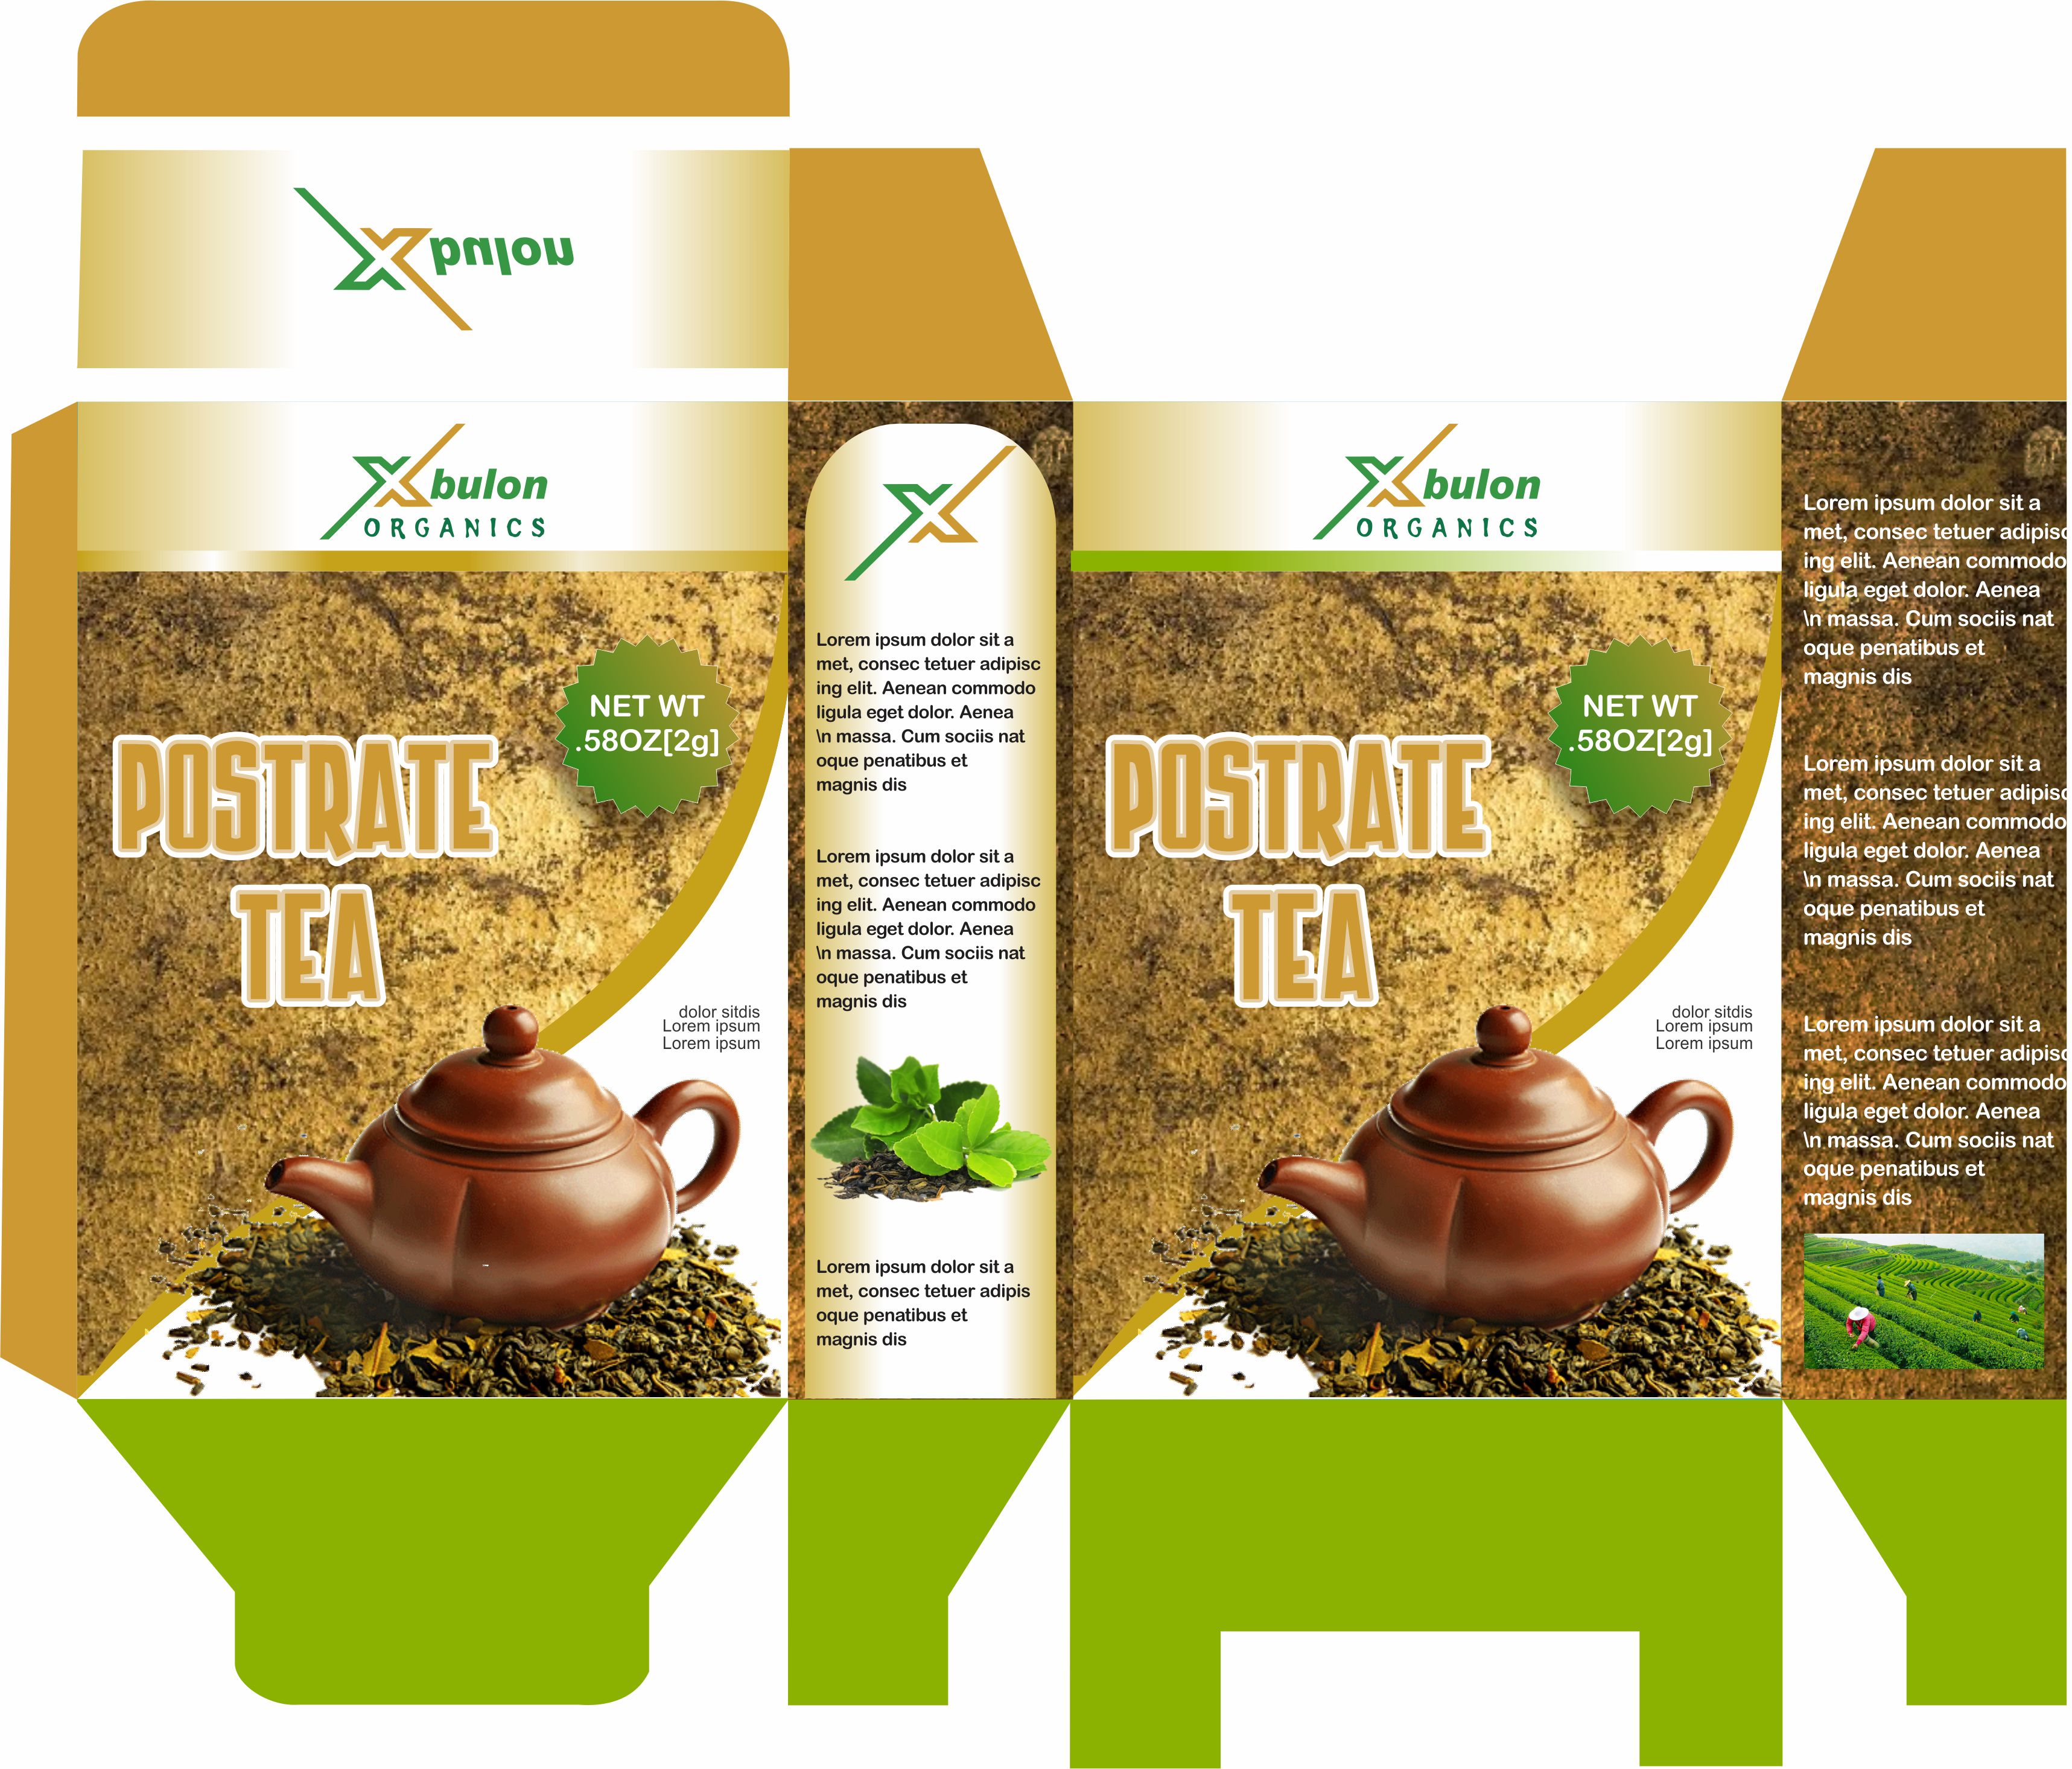 Xbulon
Xbulon
ORGANICS
NET WT
.58OZ[2g]
POSTRATE
TEA
dolor sitdis
Lorem ipsum
Lorem ipsum
X
Lorem ipsum dolor sit a
met, consec tetuer adipisc
ing elit. Aenean commodo
ligula eget dolor. Aenea
\n massa. Cum sociis nat
oque penatibus et
magnis dis
Lorem ipsum dolor sit a
met, consec tetuer adipisc
ing elit. Aenean commodo
ligula eget dolor. Aenea
\n massa. Cum sociis nat
oque penatibus et
magnis dis
Lorem ipsum dolor sit a
met, consec tetuer adipis
oque penatibus et
magnis dis
Xbulon
ORGANICS
NET WT
.58OZ[2g]
POSTRATE
TEA
dolor sitdis
Lorem ipsum
Lorem ipsum
Lorem ipsum dolor sit a
met, consec tetuer adipisc
ing elit. Aenean commodo
ligula eget dolor. Aenea
\n massa. Cum sociis nat
oque penatibus et
magnis dis
Lorem ipsum dolor sit a
met, consec tetuer adipisc
ing elit. Aenean commodo
ligula eget dolor. Aenea
\n massa. Cum sociis nat
oque penatibus et
magnis dis
Lorem ipsum dolor sit a
met, consec tetuer adipisc
ing elit. Aenean commodo
ligula eget dolor. Aenea
\n massa. Cum sociis nat
oque penatibus et
magnis dis